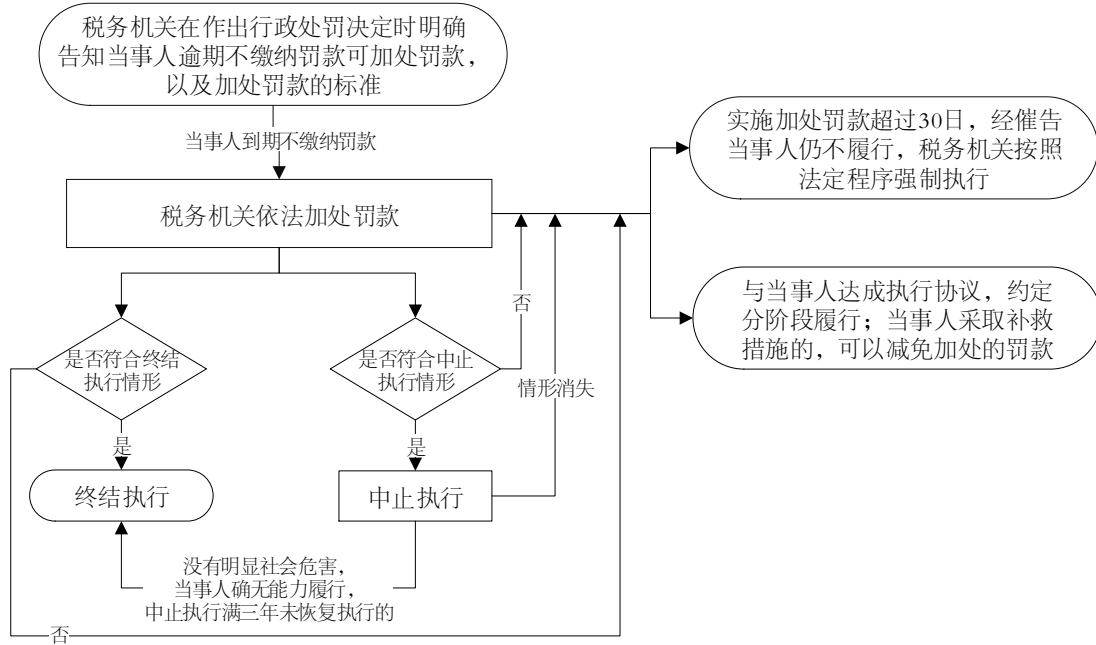 税务机关在作出行政处罚决定时明确
告知当事人逾期不缴纳罚款可加处罚款，
以及加处罚款的标准
当事人到期不缴纳罚款
实施加处罚款超过30日，经催告
当事人仍不履行，税务机关按照
法定程序强制执行
税务机关依法加处罚款
与当事人达成执行协议，约定
分阶段履行；当事人采取补救
措施的，可以减免加处的罚款
否
是否符合终结
执行情形
是否符合中止
执行情形
情形消失
是
是
终结执行
中止执行
没有明显社会危害，
当事人确无能力履行，
中止执行满三年未恢复执行的
否